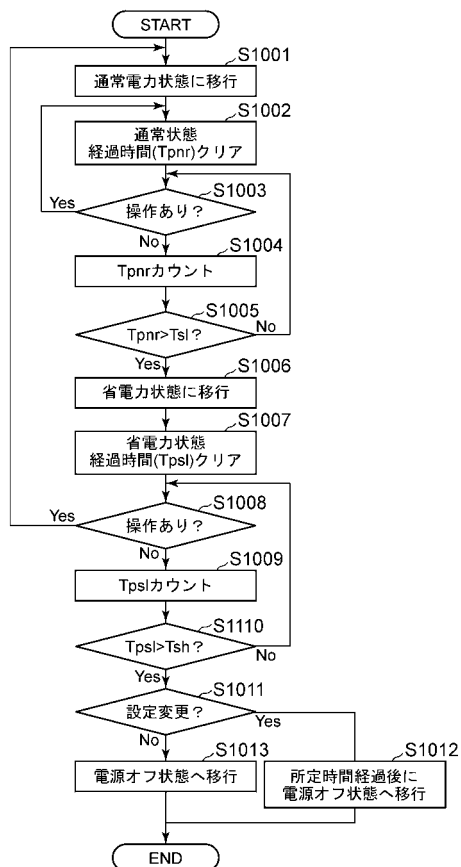 START
S1001
通常電力状態に移行
S1002
通常状態
経過時間(Tpnr)クリア
S1003
操作あり?
Yes
No
S1004
Tpnrカウント
S1005
Tpnr>Tsl?
No
Yes
S1006
省電力状態に移行
S1007
省電力状態
経過時間(Tpsl)クリア
S1008
操作あり?
Yes
No
S1009
Tpslカウント
S1110
Tpsl>Tsh?
No
Yes
S1011
設定変更?
Yes
No
S1013
電源オフ状態へ移行
S1012
所定時間経過後に
電源オフ状態へ移行
END